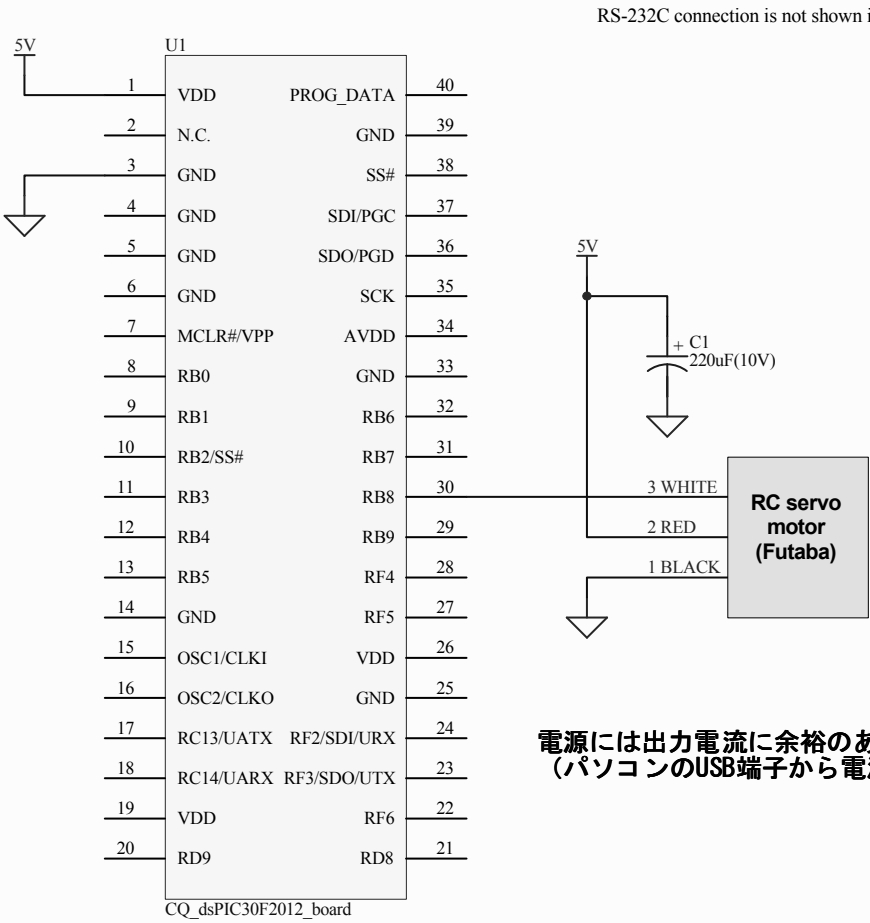 RS-232C connection is not shown i
5V
U1
1 VDD PROG_DATA 40
2 N.C. GND 39
3 GND SS# 38
4 GND SDI/PGC 37
5 GND SDO/PGD 36
6 GND SCK 35
7 MCLR#/VPP AVDD 34
8 RB0 GND 33
9 RB1 RB6 32
10 RB2/SS# RB7 31
11 RB3 RB8 30
12 RB4 RB9 29
13 RB5 RF4 28
14 GND RF5 27
15 OSC1/CLKI VDD 26
16 OSC2/CLKO GND 25
17 RC13/UATX RF2/SDI/URX 24
18 RC14/UARX RF3/SDO/UTX 23
19 VDD RF6 22
20 RD9 RD8 21
CQ_dsPIC30F2012_board
5V
+ C1
220uF(10V)
3 WHITE
2 RED
1 BLACK
RC servo
motor
(Futaba)
電源には出力電流に余裕のあ
（パソコンのUSB端子から電